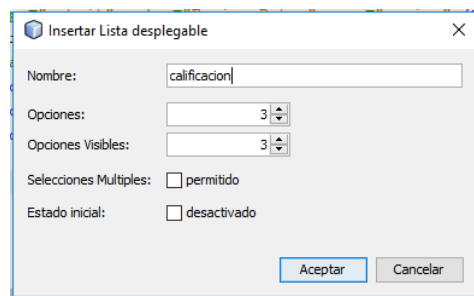 Insertar Lista desplegable
Nombre: calificacion
Opciones: 3
Opciones Visibles: 3
Selecciones Multiples: permitido
Estado inicial: desactivado
Aceptar Cancelar